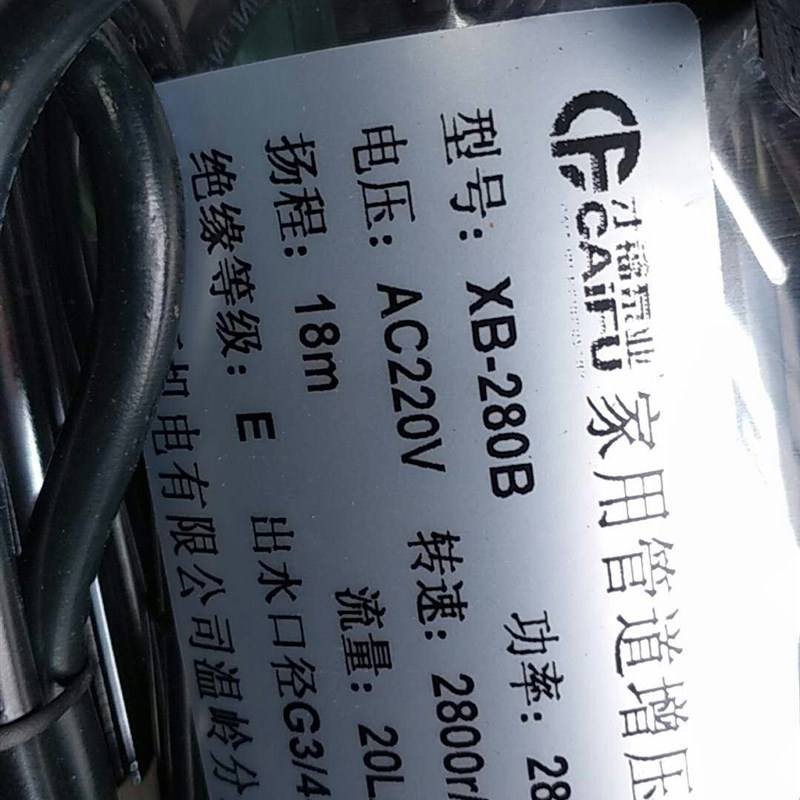 CAIFU
家用管道增压
型号：XB-280B 功率：28
电压：AC220V 转速：2800r/
扬程：18m 流量：20L
绝缘等级：E 出水口径G3/4
机电有限公司温岭分